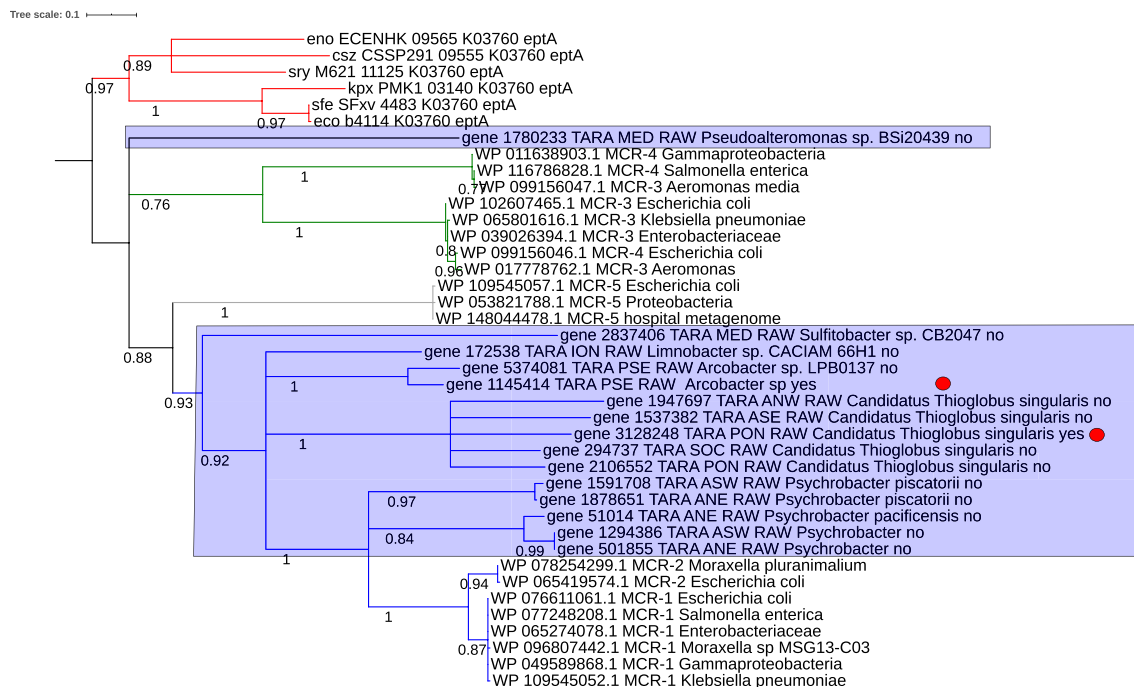 Tree scale: 0.1
eno ECENHK 09565 K03760 eptA
csz CSSP291 09555 K03760 eptA
0.89
sry M621 11125 K03760 eptA
0.97
kpx PMK1 03140 K03760 eptA
sfe SFxv 4483 K03760 eptA
1
eco b4114 K03760 eptA
0.97
gene 1780233 TARA MED RAW Pseudoalteromonas sp. BSi20439 no
WP 011638903.1 MCR-4 Gammaproteobacteria
WP 116786828.1 MCR-4 Salmonella enterica
1
WP 099156047.1 MCR-3 Aeromonas media
0.77
WP 102607465.1 MCR-3 Escherichia coli
0.76
WP 065801616.1 MCR-3 Klebsiella pneumoniae
1
WP 039026394.1 MCR-3 Enterobacteriaceae
0.8
WP 099156046.1 MCR-4 Escherichia coli
0.96
WP 017778762.1 MCR-3 Aeromonas
WP 109545057.1 MCR-5 Escherichia coli
WP 053821788.1 MCR-5 Proteobacteria
1
WP 148044478.1 MCR-5 hospital metagenome
gene 2837406 TARA MED RAW Sulfitobacter sp. CB2047 no
gene 172538 TARA ION RAW Limnobacter sp. CACIAM 66H1 no
0.88
gene 5374081 TARA PSE RAW Arcobacter sp. LPB0137 no
1
gene 1145414 TARA PSE RAW Arcobacter sp yes
0.93
gene 1947697 TARA ANW RAW Candidatus Thioglobus singularis no
gene 1537382 TARA ASE RAW Candidatus Thioglobus singularis no
gene 3128248 TARA PON RAW Candidatus Thioglobus singularis yes
1
gene 294737 TARA SOC RAW Candidatus Thioglobus singularis no
0.92
gene 2106552 TARA PON RAW Candidatus Thioglobus singularis no
gene 1591708 TARA ASW RAW Psychrobacter piscatorii no
0.97
gene 1878651 TARA ANE RAW Psychrobacter piscatorii no
gene 51014 TARA ANE RAW Psychrobacter pacificensis no
0.84
gene 1294386 TARA ASW RAW Psychrobacter no
0.99
gene 501855 TARA ANE RAW Psychrobacter no
1
WP 078254299.1 MCR-2 Moraxella pluranimalium
0.94
WP 065419574.1 MCR-2 Escherichia coli
WP 076611061.1 MCR-1 Escherichia coli
1
WP 077248208.1 MCR-1 Salmonella enterica
WP 065274078.1 MCR-1 Enterobacteriaceae
0.87
WP 096807442.1 MCR-1 Moraxella sp MSG13-C03
WP 049589868.1 MCR-1 Gammaproteobacteria
WP 109545052.1 MCR-1 Klebsiella pneumoniae